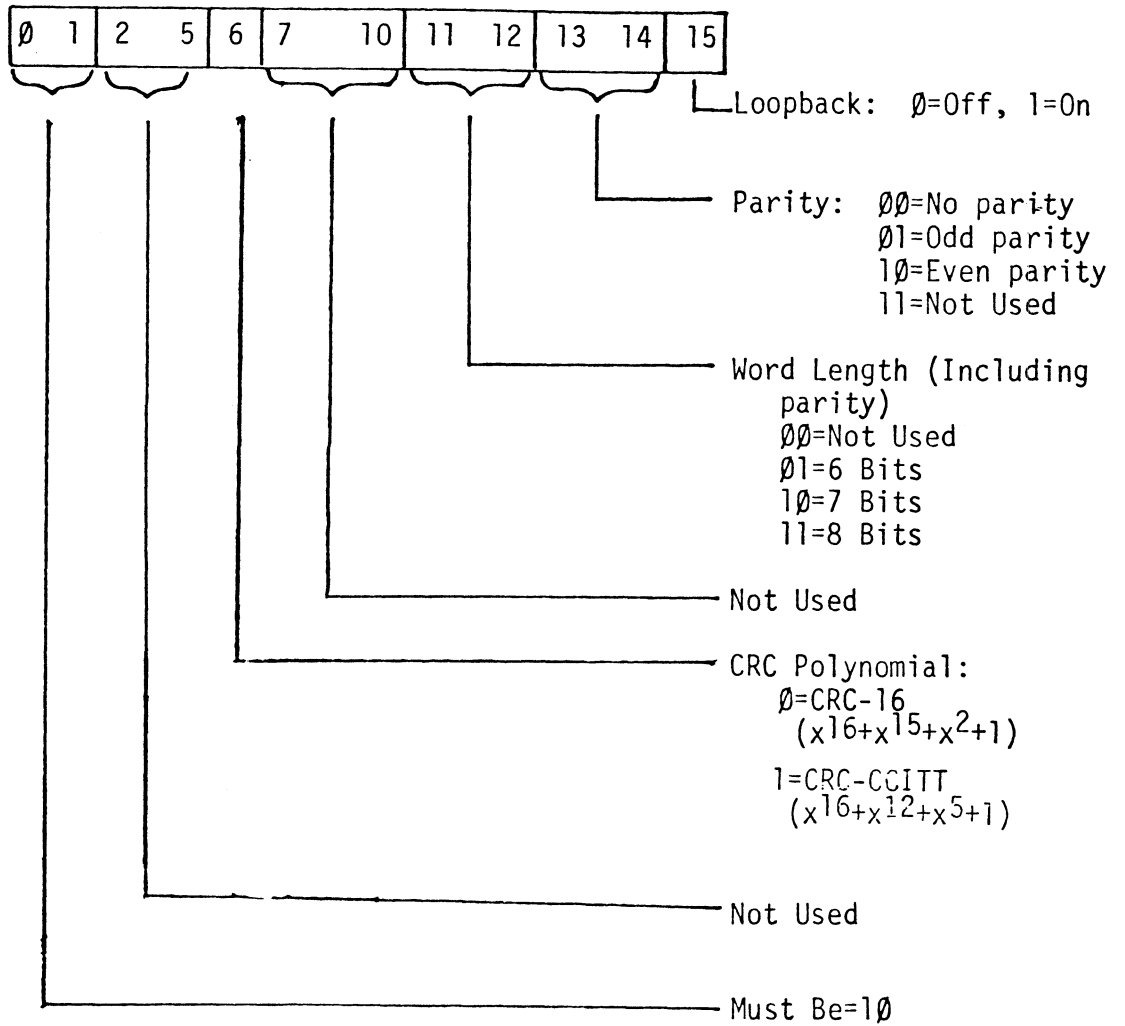 Ø 1 2 5 6 7 10 11 12 13 14 15
Loopback: Ø=Off, 1=On
Parity: ØØ=No parity
Ø1=Odd parity
1Ø=Even parity
11=Not Used
Word Length (Including
parity)
ØØ=Not Used
Ø1=6 Bits
1Ø=7 Bits
11=8 Bits
Not Used
CRC Polynomial:
Ø=CRC-16
(x16+x15+x2+1)
1=CRC-CCITT
(x16+x12+x5+1)
Not Used
Must Be=1Ø